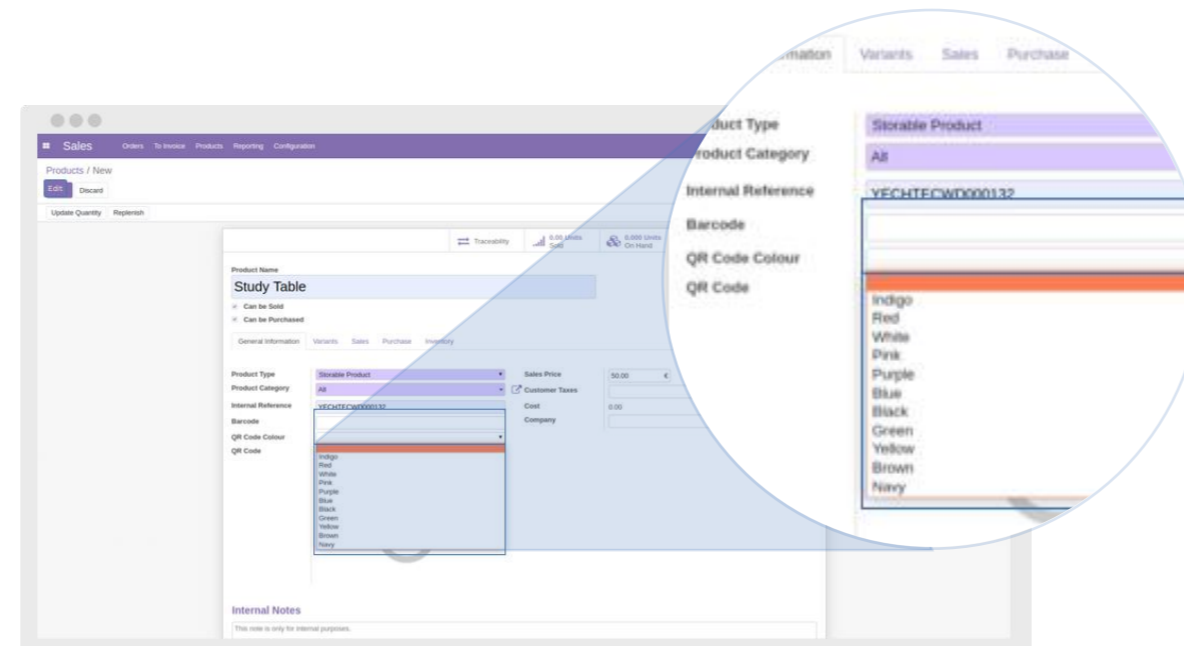 Sales Orders To Invoice Products Reporting Configuration
Products / New
Edit Discard
Update Quantity Replenish
Traceability 0.00 Units Sold 0.000 Units On Hand
Product Name
Study Table
Can be Sold
Can be Purchased
General Information Variants Sales Purchase Inventory
Product Type Storable Product Sales Price 50.00 €
Product Category All Customer Taxes
Internal Reference YECHTECWD000132 Cost 0.00
Barcode Company
QR Code Colour
QR Code
Indigo
Red
White
Pink
Purple
Blue
Black
Green
Yellow
Brown
Navy
Internal Notes
This note is only for internal purposes.
rmation Variants Sales Purchase
duct Type Storable Product
roduct Category All
Internal Reference YECHTECWD000132
Barcode
QR Code Colour
QR Code
Indigo
Red
White
Pink
Purple
Blue
Black
Green
Yellow
Brown
Navy